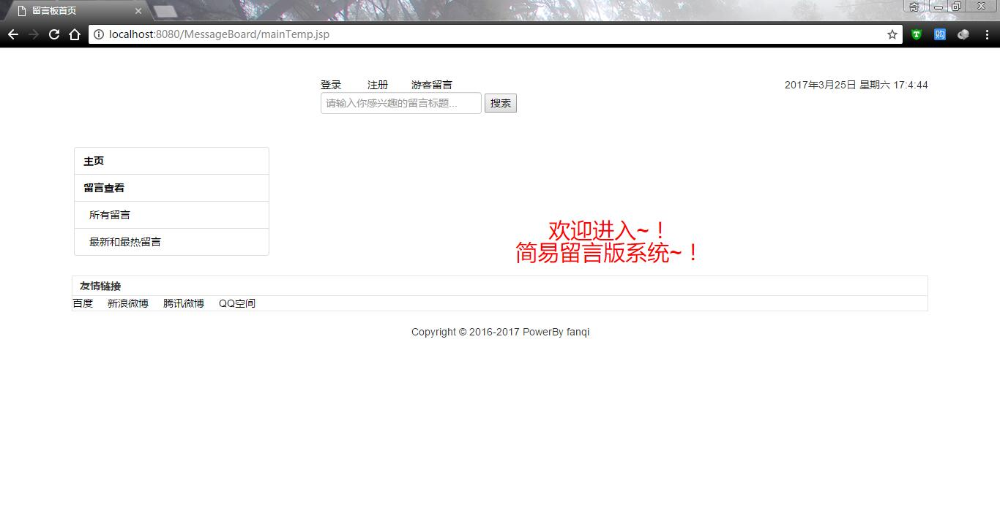 留言板首页
奇
localhost:8080/MessageBoard/mainTemp.jsp
T 购
登录 注册 游客留言 2017年3月25日 星期六 17:4:44
请输入你感兴趣的留言标题... 搜索
主页
留言查看
所有留言
最新和最热留言
欢迎进入~！
简易留言版系统~！
友情链接
百度 新浪微博 腾讯微博 QQ空间
Copyright © 2016-2017 PowerBy fanqi